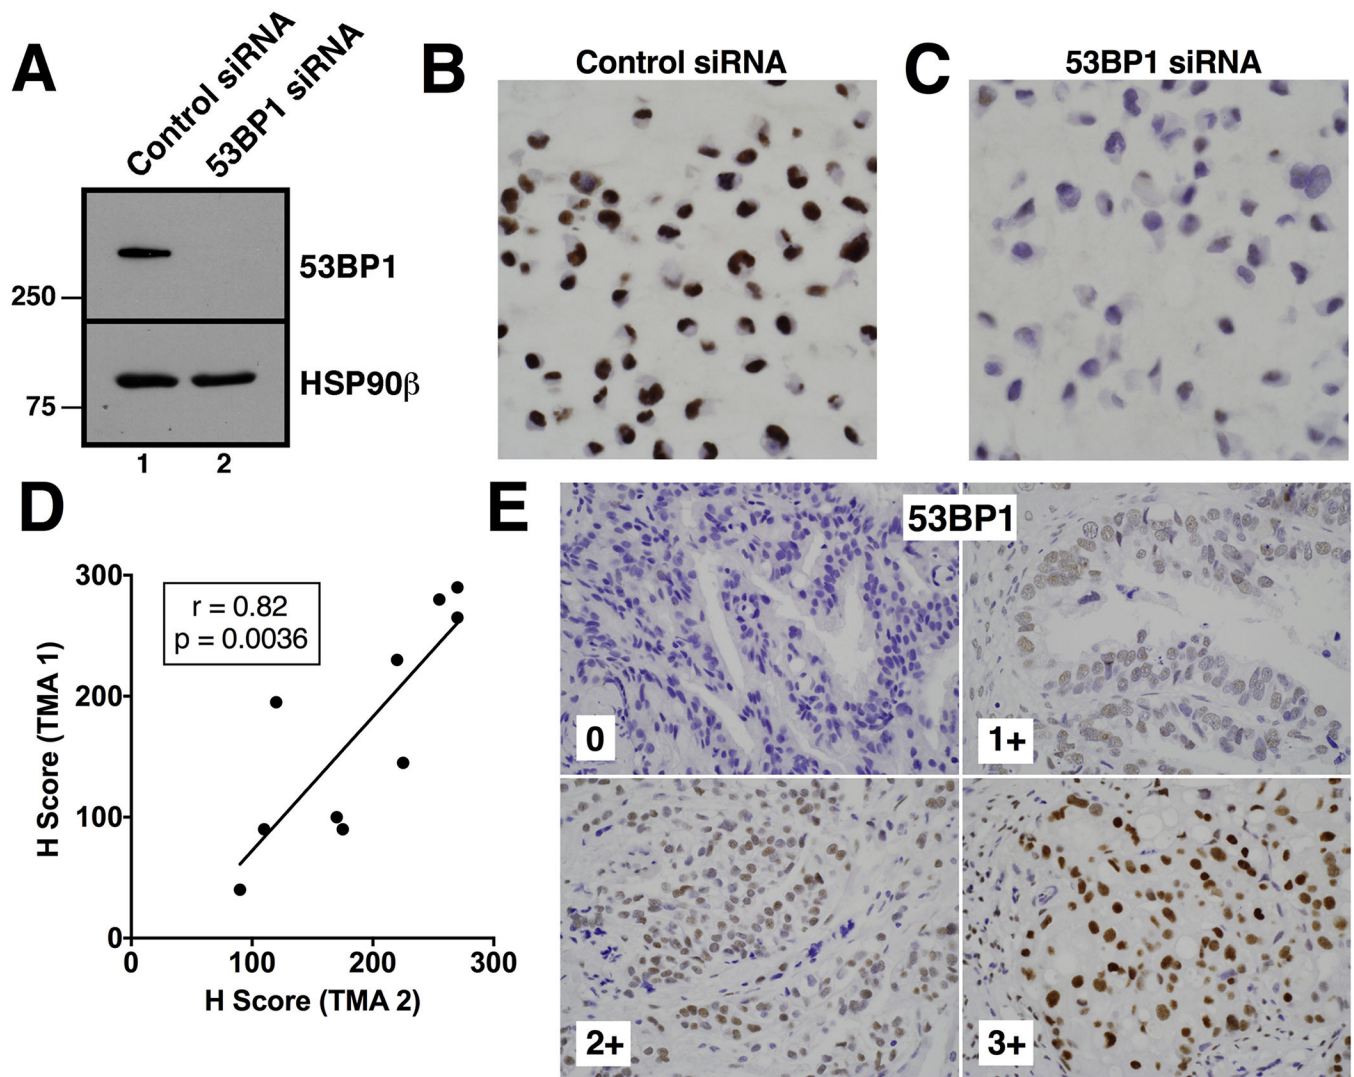 A
Control siRNA
53BP1 siRNA
53BP1
250
HSP90β
75
1
2
B
Control siRNA
C
53BP1 siRNA
D
r = 0.82
p = 0.0036
300
200
100
0
H Score (TMA 1)
0
100
200
300
H Score (TMA 2)
E
53BP1
0
1+
2+
3+